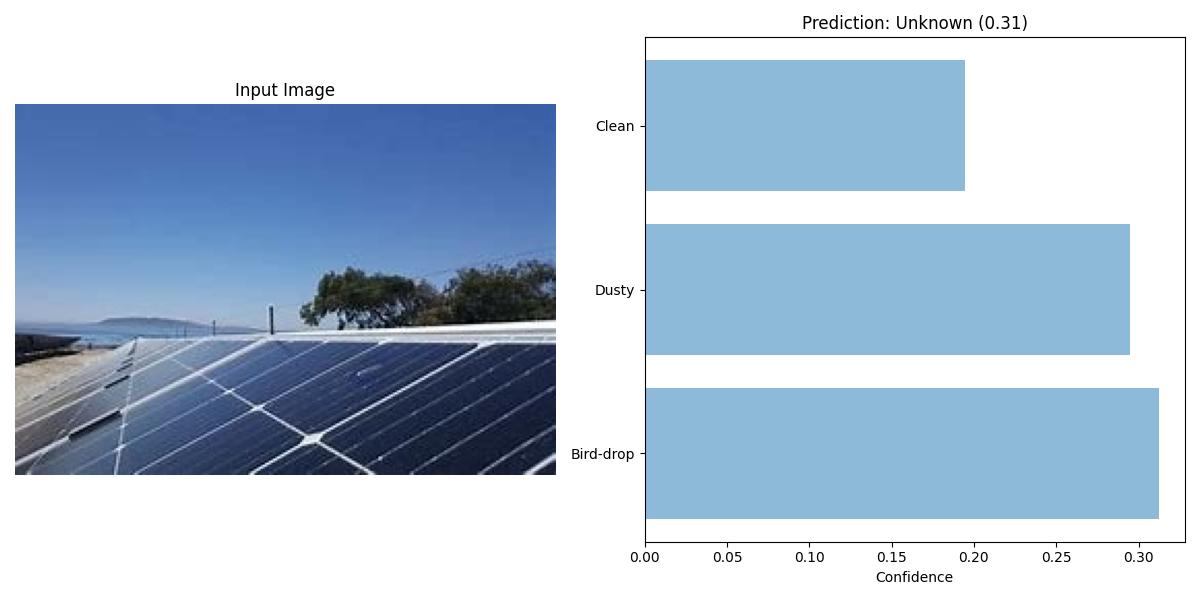 Input Image
Prediction: Unknown (0.31)
Clean
Dusty
Bird-drop
0.00 0.05 0.10 0.15 0.20 0.25 0.30
Confidence